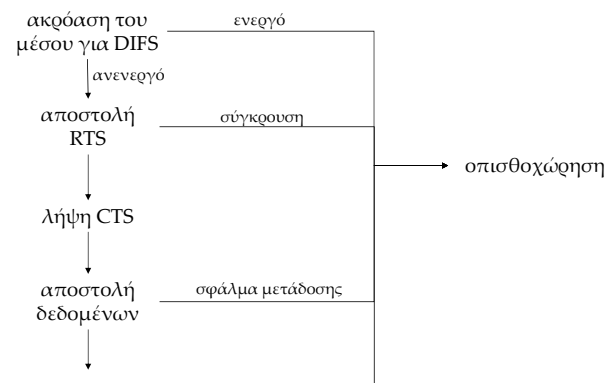 ακρόαση του
μέσου για DIFS
ενεργό
ανενεργό
αποστολή
RTS
σύγκρουση
οπισθοχώρηση
λήψη CTS
αποστολή
δεδομένων
σφάλμα μετάδοσης